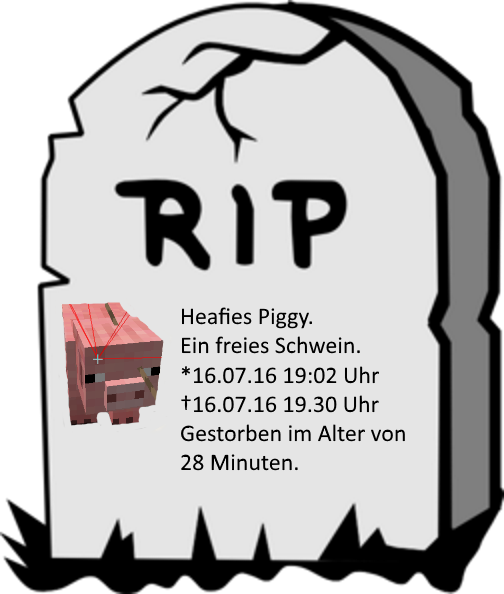 RIP
Heafies Piggy.
Ein freies Schwein.
*16.07.16 19:02 Uhr
†16.07.16 19.30 Uhr
Gestorben im Alter von
28 Minuten.